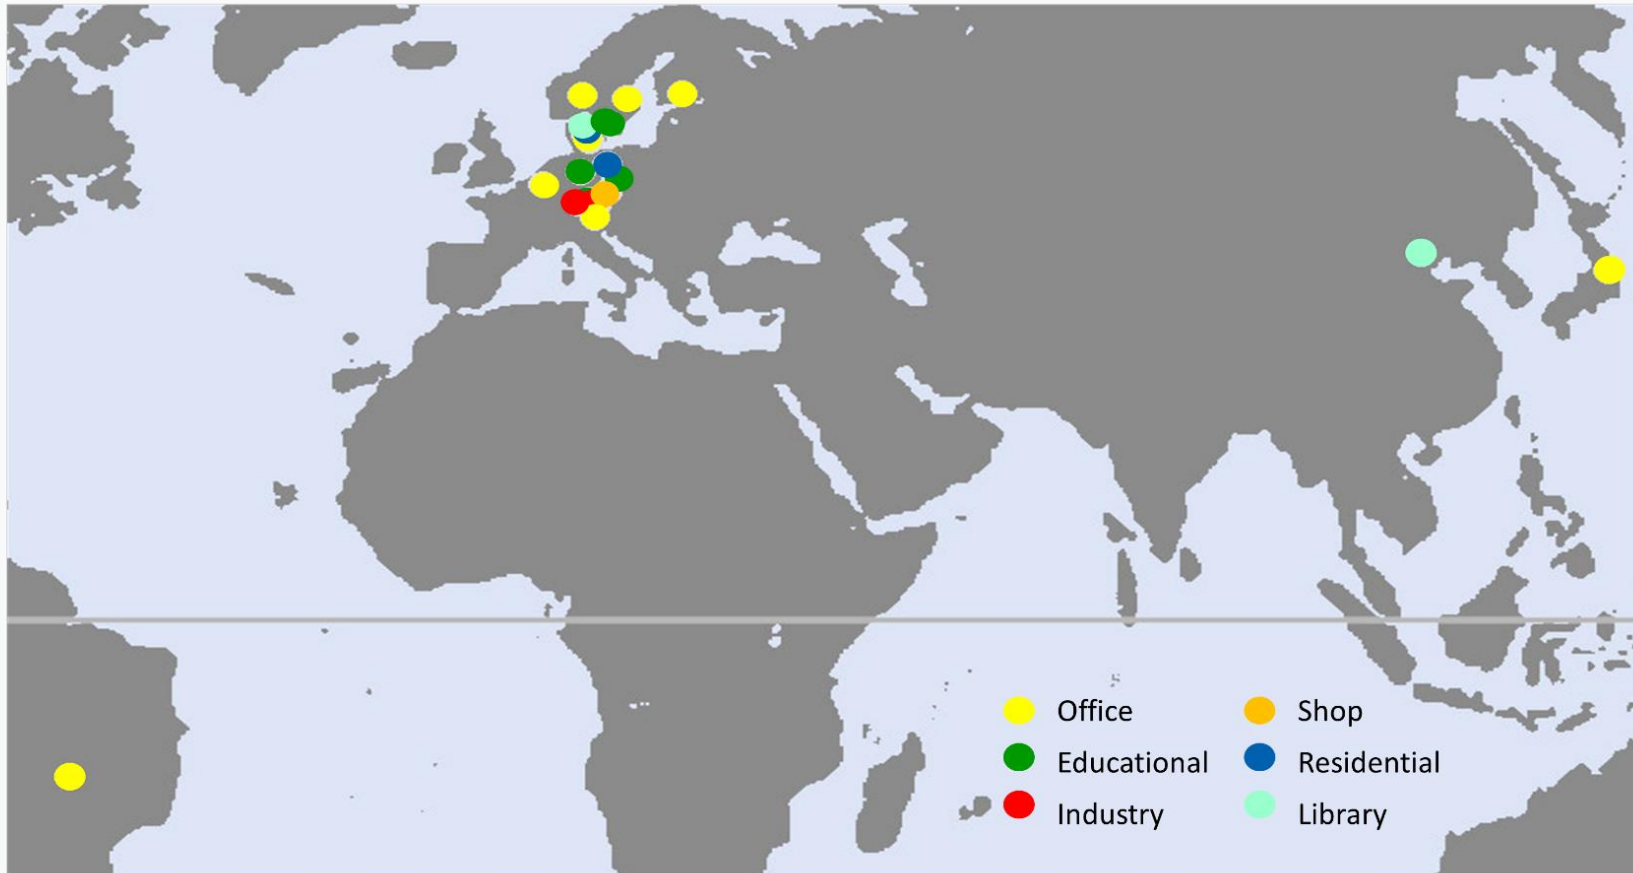 Office
Shop
Educational
Residential
Industry
Library